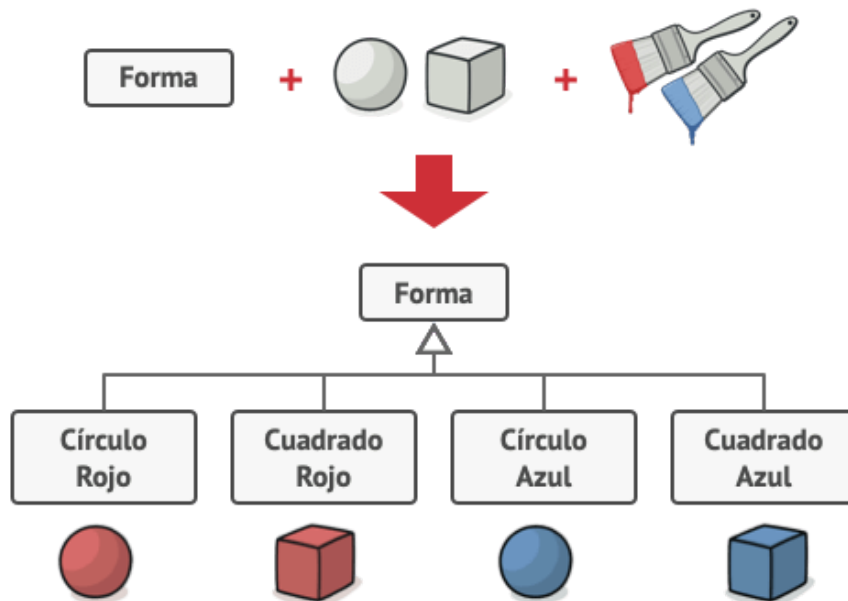 Forma
+
+
Forma
Círculo
Rojo
Cuadrado
Rojo
Círculo
Azul
Cuadrado
Azul